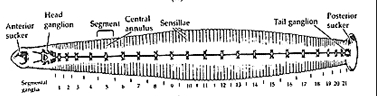 Anterior sucker
Head ganglion
Segment
Central annulus
Sensillae
Tail ganglion
Posterior sucker
Segmental ganglia
1 2 3 4 5 6 7 8 9 10 11 12 13 14 15 16 17 18 19 20 21